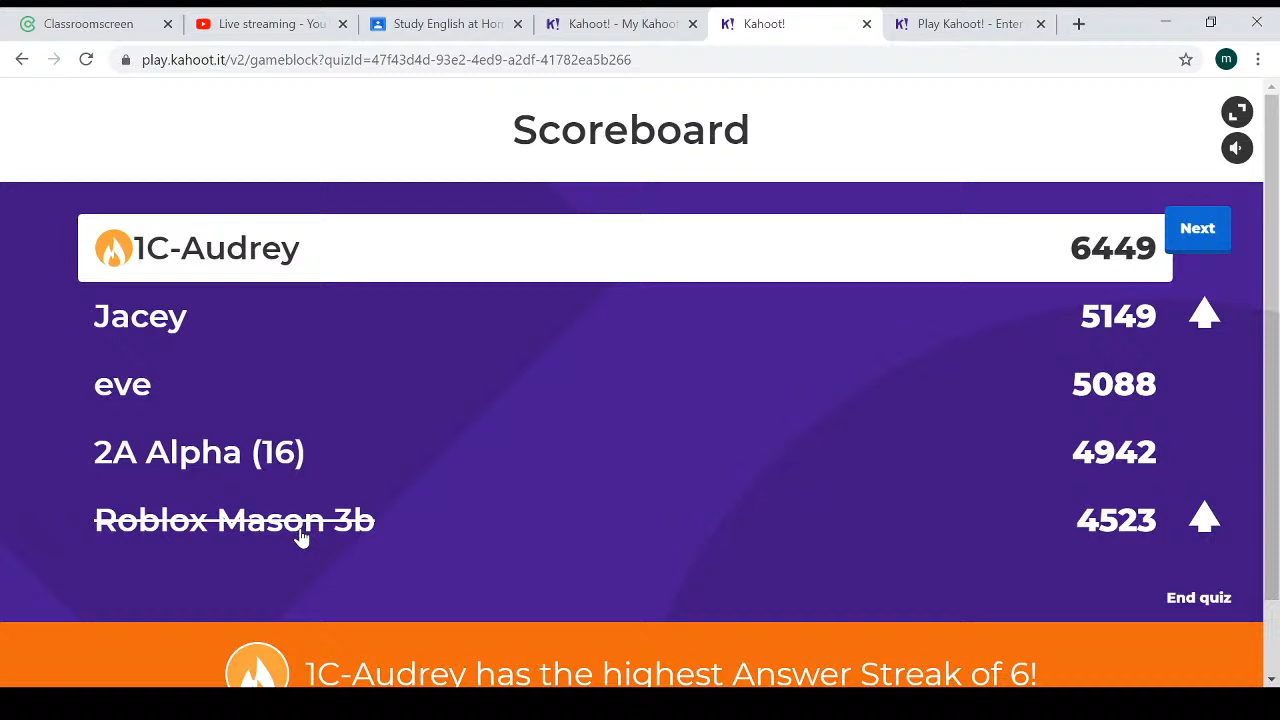 Classroomscreen
Live streaming - You
Study English at Hom
K! Kahoot! - My Kahoot
K! Kahoot!
K! Play Kahoot! - Enter
play.kahoot.it/v2/gameblock?quizId=47f43d4d-93e2-4ed9-a2df-41782ea5b266
m
Scoreboard
Next
1C-Audrey 6449
Jacey 5149
eve 5088
2A Alpha (16) 4942
Roblox Mason 3b 4523
End quiz
1C-Audrey has the highest Answer Streak of 6!